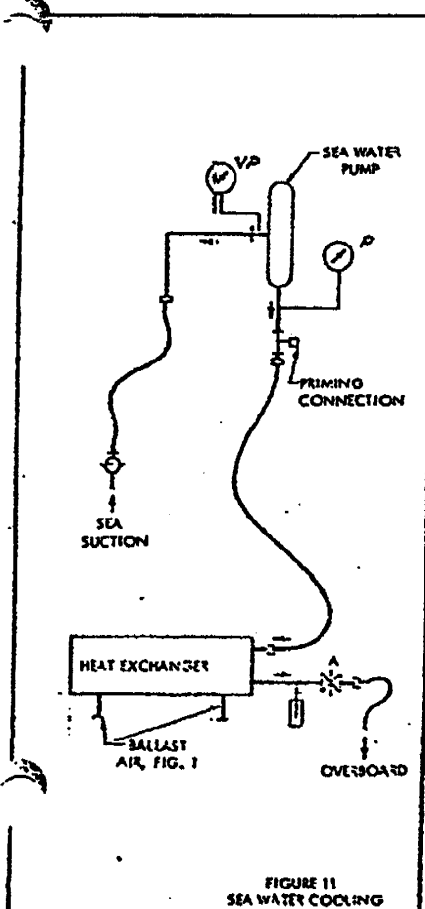 SEA WATER
PUMP
VP
P
PRIMING
CONNECTION
SEA
SUCTION
HEAT EXCHANGER
A
BALLAST
AIR, FIG. 1
OVERBOARD
FIGURE 11
SEA WATER COOLING